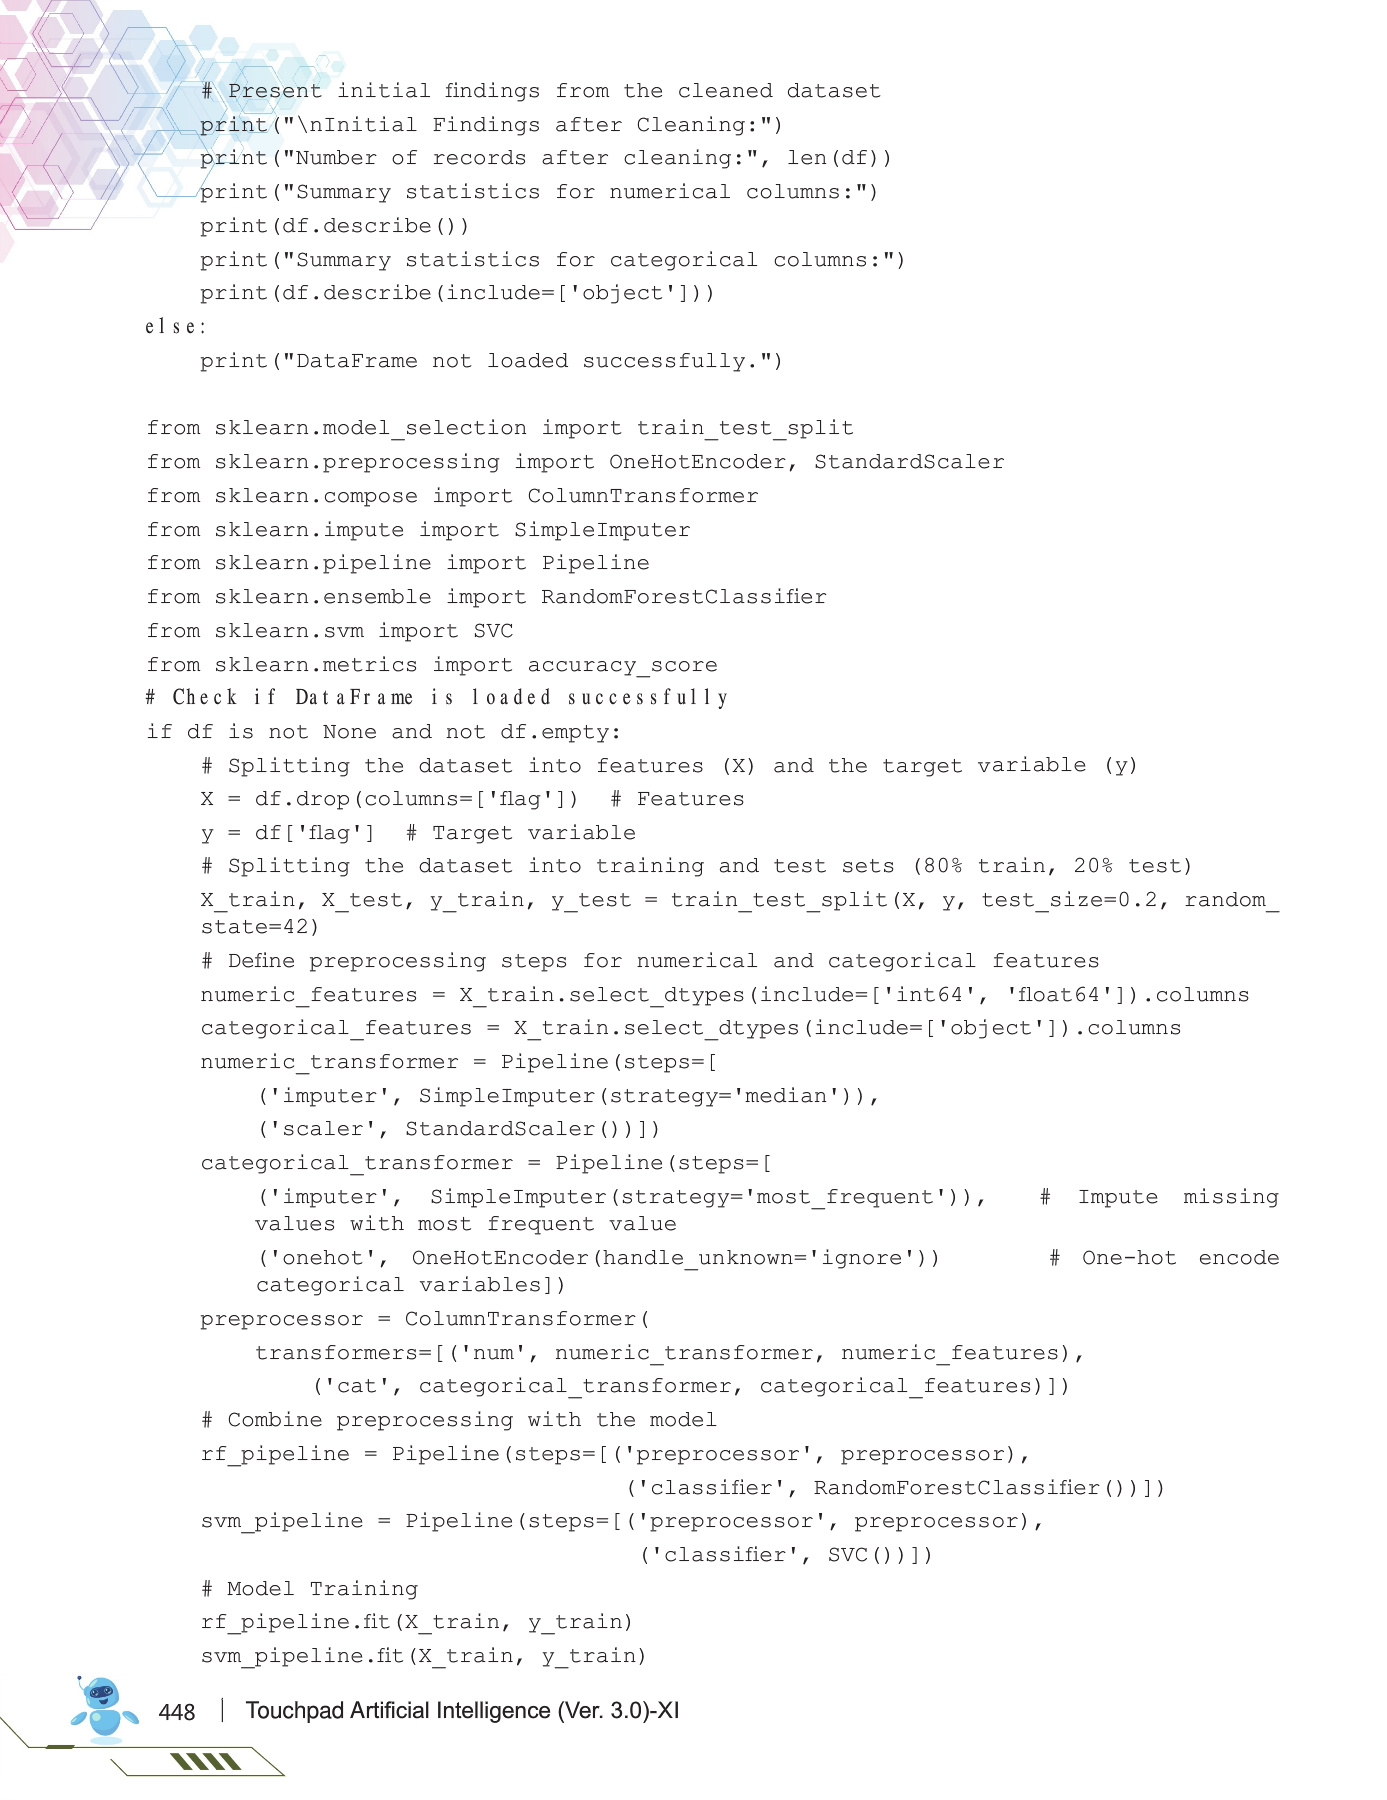 # Present initial findings from the cleaned dataset
    print("\nInitial Findings after Cleaning:")
    print("Number of records after cleaning:", len(df))
    print("Summary statistics for numerical columns:")
    print(df.describe())
    print("Summary statistics for categorical columns:")
    print(df.describe(include=['object']))
else:
    print("DataFrame not loaded successfully.")

from sklearn.model_selection import train_test_split
from sklearn.preprocessing import OneHotEncoder, StandardScaler
from sklearn.compose import ColumnTransformer
from sklearn.impute import SimpleImputer
from sklearn.pipeline import Pipeline
from sklearn.ensemble import RandomForestClassifier
from sklearn.svm import SVC
from sklearn.metrics import accuracy_score
# Check if DataFrame is loaded successfully
if df is not None and not df.empty:
    # Splitting the dataset into features (X) and the target variable (y)
    X = df.drop(columns=['flag'])  # Features
    y = df['flag']  # Target variable
    # Splitting the dataset into training and test sets (80% train, 20% test)
    X_train, X_test, y_train, y_test = train_test_split(X, y, test_size=0.2, random_
    state=42)
    # Define preprocessing steps for numerical and categorical features
    numeric_features = X_train.select_dtypes(include=['int64', 'float64']).columns
    categorical_features = X_train.select_dtypes(include=['object']).columns
    numeric_transformer = Pipeline(steps=[
        ('imputer', SimpleImputer(strategy='median')),
        ('scaler', StandardScaler())])
    categorical_transformer = Pipeline(steps=[
        ('imputer', SimpleImputer(strategy='most_frequent')),  # Impute missing
        values with most frequent value
        ('onehot', OneHotEncoder(handle_unknown='ignore'))  # One-hot encode
        categorical variables])
    preprocessor = ColumnTransformer(
        transformers=[('num', numeric_transformer, numeric_features),
            ('cat', categorical_transformer, categorical_features)])
    # Combine preprocessing with the model
    rf_pipeline = Pipeline(steps=[('preprocessor', preprocessor),
                                   ('classifier', RandomForestClassifier())])
    svm_pipeline = Pipeline(steps=[('preprocessor', preprocessor),
                                    ('classifier', SVC())])
    # Model Training
    rf_pipeline.fit(X_train, y_train)
    svm_pipeline.fit(X_train, y_train)
448 | Touchpad Artificial Intelligence (Ver. 3.0)-XI